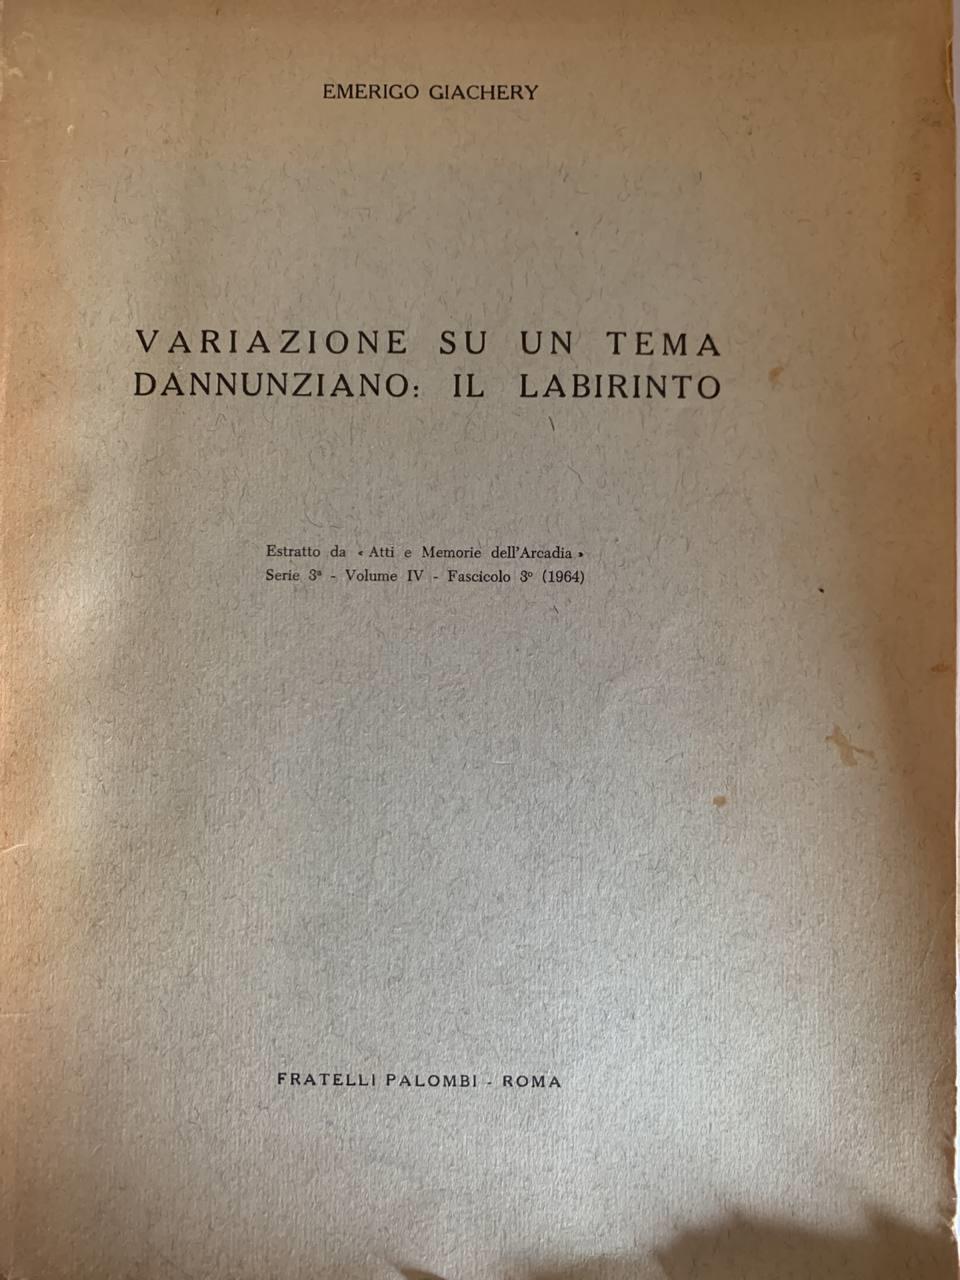 EMERIGO GIACHERY
VARIAZIONE SU UN TEMA
DANNUNZIANO: IL LABIRINTO
Estratto da « Atti e Memorie dell'Arcadia »
Serie 3ª - Volume IV - Fascicolo 3º (1964)
FRATELLI PALOMBI - ROMA